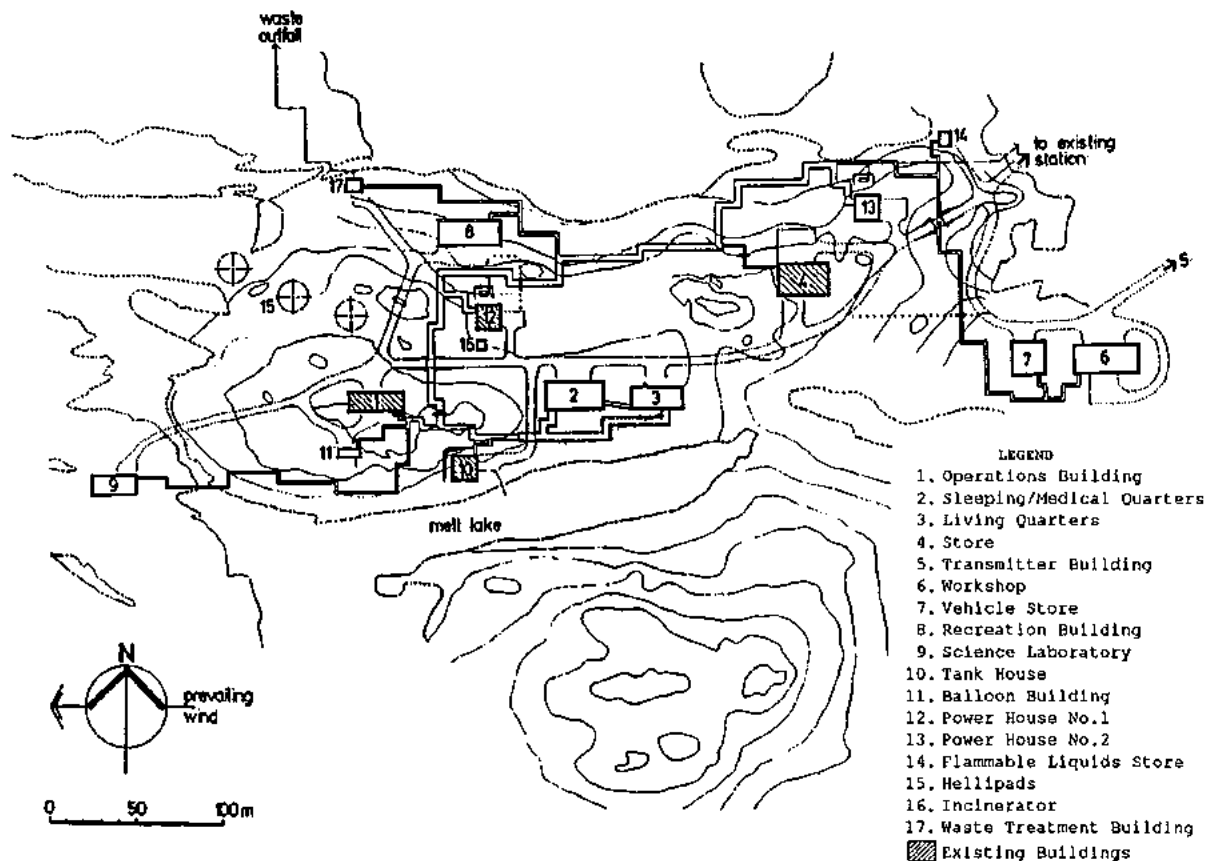 waste
outfall
14
to existing
station
17
13
8
5
4
15
12
16
7
6
2
3
1
11
10
9
melt lake
N
prevailing
wind
0 50 100m
LEGEND
1. Operations Building
2. Sleeping/Medical Quarters
3. Living Quarters
4. Store
5. Transmitter Building
6. Workshop
7. Vehicle Store
8. Recreation Building
9. Science Laboratory
10. Tank House
11. Balloon Building
12. Power House No.1
13. Power House No.2
14. Flammable Liquids Store
15. Hellipads
16. Incinerator
17. Waste Treatment Building
Existing Buildings